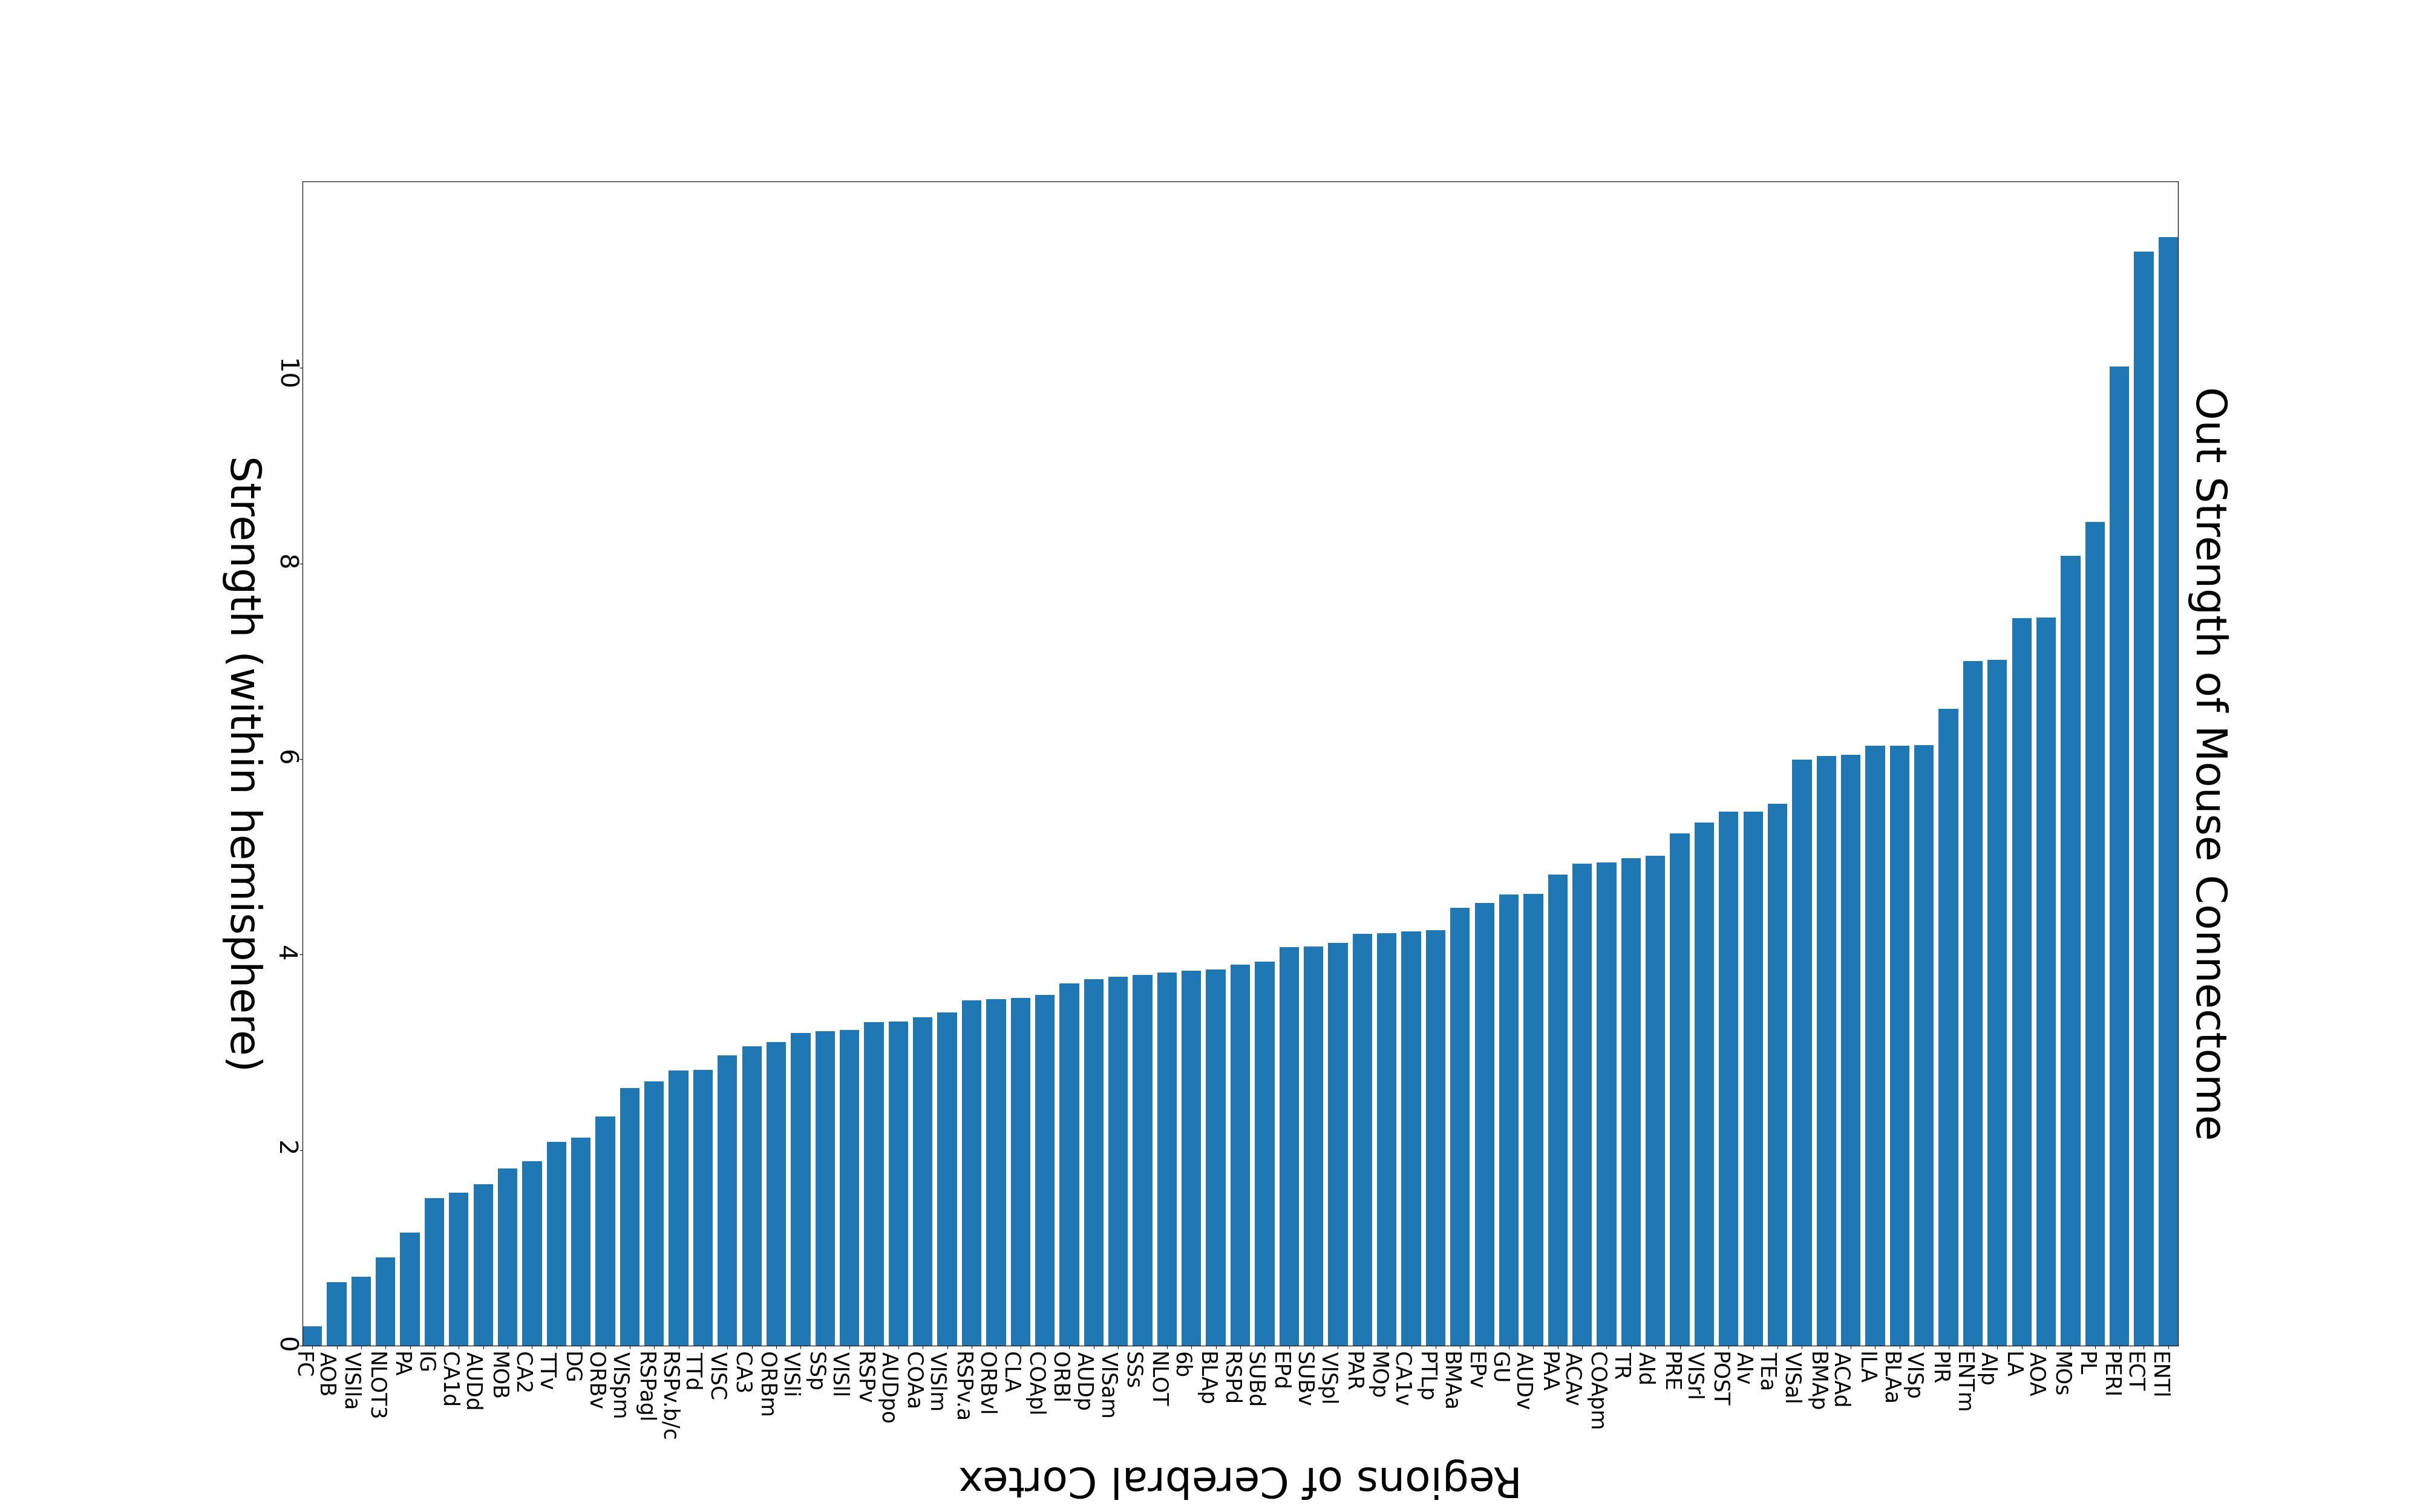 Out Strength of Mouse Connectome
ENTl
ECT
PERI
PL
MOs
AOA
LA
AIp
ENTm
PIR
VISp
BLAa
ILA
ACAd
BMAp
VISal
TEa
AIv
POST
VISrl
PRE
AId
TR
COApm
ACAv
PAA
AUDv
GU
EPv
BMAa
PTLp
CA1v
MOp
PAR
VISpl
SUBv
EPd
SUBd
RSPd
BLAp
6b
NLOT
SSs
VISam
AUDp
ORBl
COApl
CLA
ORBvl
RSPv.a
VISlm
COAa
AUDpo
RSPv
VISll
SSp
VISli
ORBm
CA3
VISC
TTd
RSPv.b/c
RSPagl
VISpm
ORBv
DG
TTv
CA2
MOB
AUDd
CA1d
IG
PA
NLOT3
VISlla
AOB
FC
Regions of Cerebral Cortex
10 8 6 4 2 0
Strength (within hemisphere)